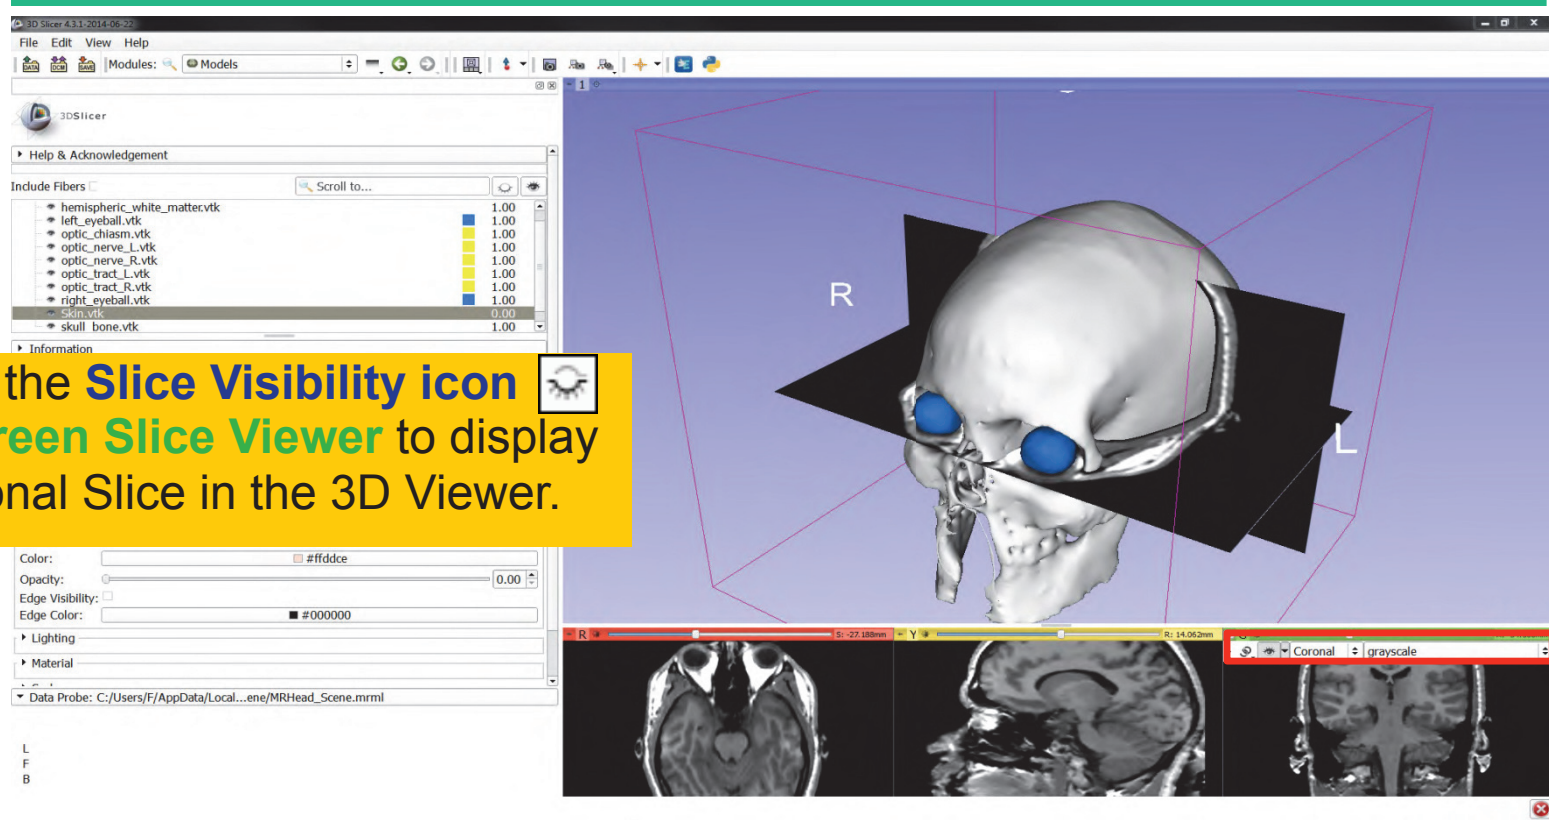 3D Slicer 4.3.1-2014-06-22
File Edit View Help
DATA DCM SAVE Modules: Models
1
3DSlicer
Help & Acknowledgement
Include Fibers
Scroll to...
hemispheric_white_matter.vtk 1.00
left_eyeball.vtk 1.00
optic_chiasm.vtk 1.00
optic_nerve_L.vtk 1.00
optic_nerve_R.vtk 1.00
optic_tract_L.vtk 1.00
optic_tract_R.vtk 1.00
right_eyeball.vtk 1.00
Skin.vtk 0.00
skull_bone.vtk 1.00
Information
the Slice Visibility icon
reen Slice Viewer to display
onal Slice in the 3D Viewer.
Color: #ffddce
Opacity: 0.00
Edge Visibility:
Edge Color: #000000
Lighting
Material
Data Probe: C:/Users/F/AppData/Local...ene/MRHead_Scene.mrml
L
F
B
R
L
R S: -27.188mm
Y R: 14.062mm
Coronal grayscale